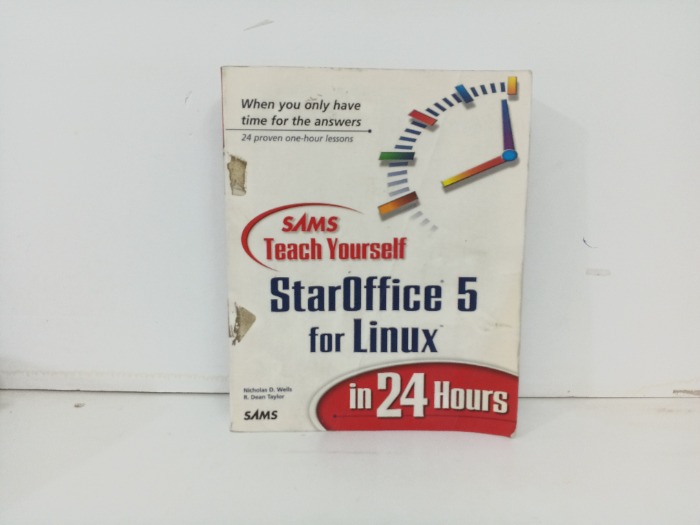 When you only have
time for the answers
24 proven one-hour lessons
SAMS
Teach Yourself
StarOffice® 5
for Linux™
in 24 Hours
Nicholas D. Wells
R. Dean Taylor
SAMS